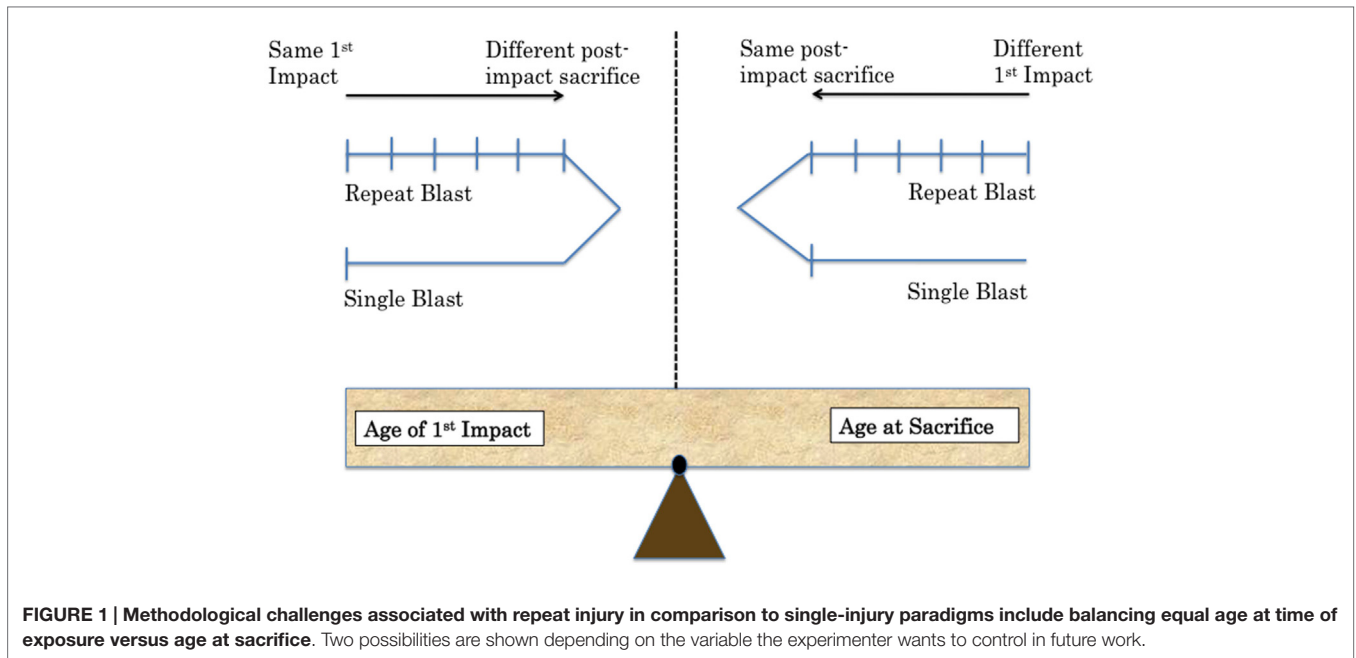 Same 1st
Impact
Different post-
impact sacrifice
Same post-
impact sacrifice
Different
1st Impact
Repeat Blast
Single Blast
Repeat Blast
Single Blast
Age of 1st Impact
Age at Sacrifice
FIGURE 1 | Methodological challenges associated with repeat injury in comparison to single-injury paradigms include balancing equal age at time of
exposure versus age at sacrifice. Two possibilities are shown depending on the variable the experimenter wants to control in future work.